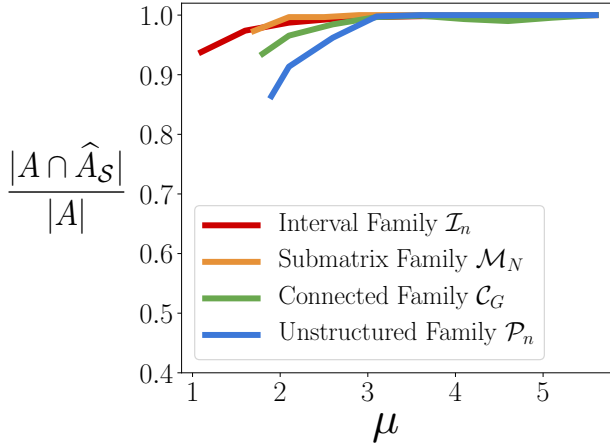 1.0
0.9
0.8
0.7
0.6
0.5
0.4
|A ∩ Â_𝒮|
|A|
Interval Family ℐ_n
Submatrix Family ℳ_N
Connected Family 𝒞_G
Unstructured Family 𝒫_n
1 2 3 4 5
μ